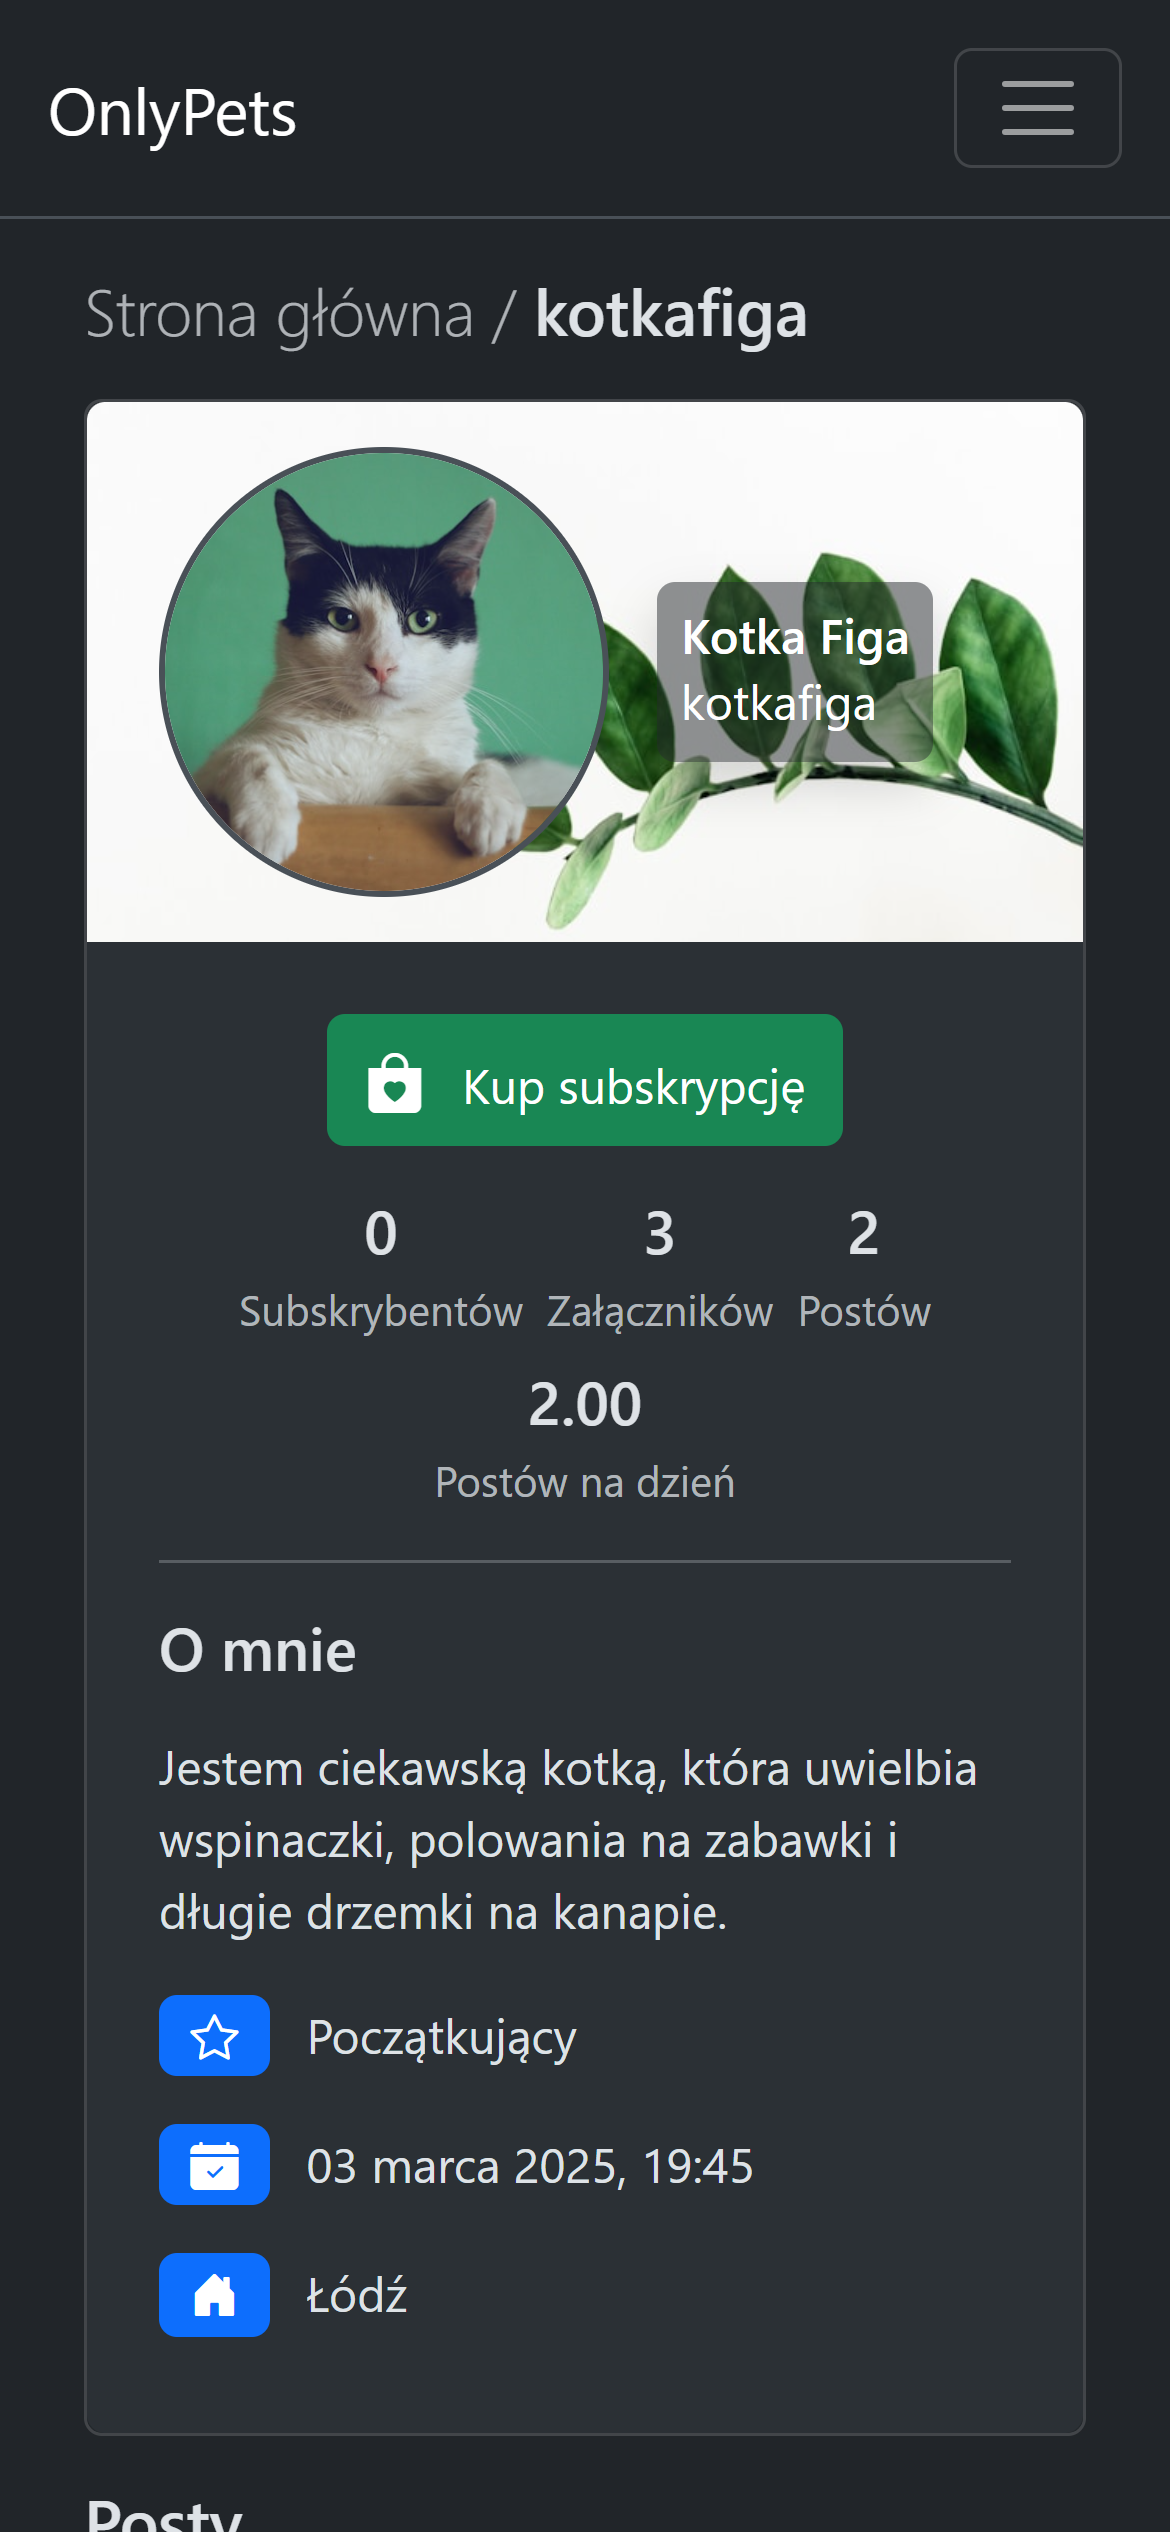 OnlyPets
Strona główna / kotkafiga
Kotka Figa
kotkafiga
Kup subskrypcję
0 3 2
Subskrybentów Załączników Postów
2.00
Postów na dzień
O mnie
Jestem ciekawską kotką, która uwielbia
wspinaczki, polowania na zabawki i
długie drzemki na kanapie.
Początkujący
03 marca 2025, 19:45
Łódź
Posty